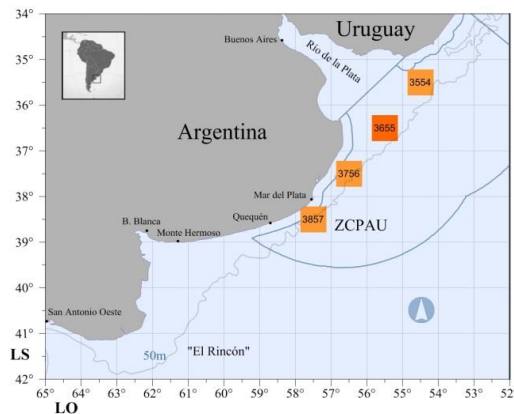 34°
Uruguay
Buenos Aires
Río de la Plata
35°
3554
36°
3655
Argentina
37°
3756
38°
Mar del Plata
B. Blanca
Quequén
3857
ZCPAU
39°
Monte Hermoso
40°
San Antonio Oeste
41°
50m
"El Rincón"
LS
42°
65° 64° 63° 62° 61° 60° 59° 58° 57° 56° 55° 54° 53° 52
LO